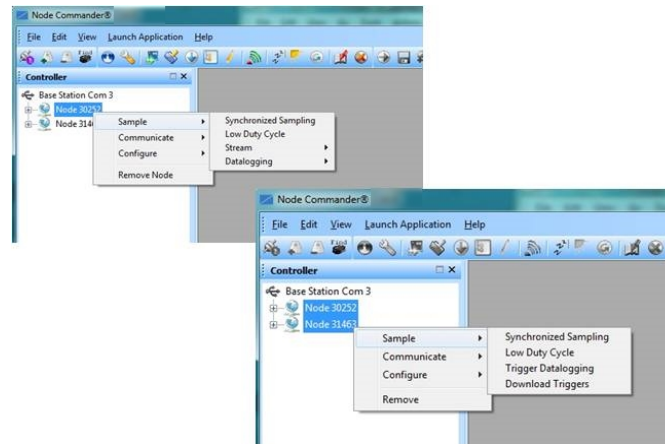 Node Commander®
File Edit View Launch Application Help
Find
Controller
Base Station Com 3
Node 30252
Node 314
Sample
Communicate
Configure
Remove Node
Synchronized Sampling
Low Duty Cycle
Stream
Datalogging
Node Commander®
File Edit View Launch Application Help
Find
Controller
Base Station Com 3
Node 30252
Node 31463
Sample
Communicate
Configure
Remove
Synchronized Sampling
Low Duty Cycle
Trigger Datalogging
Download Triggers